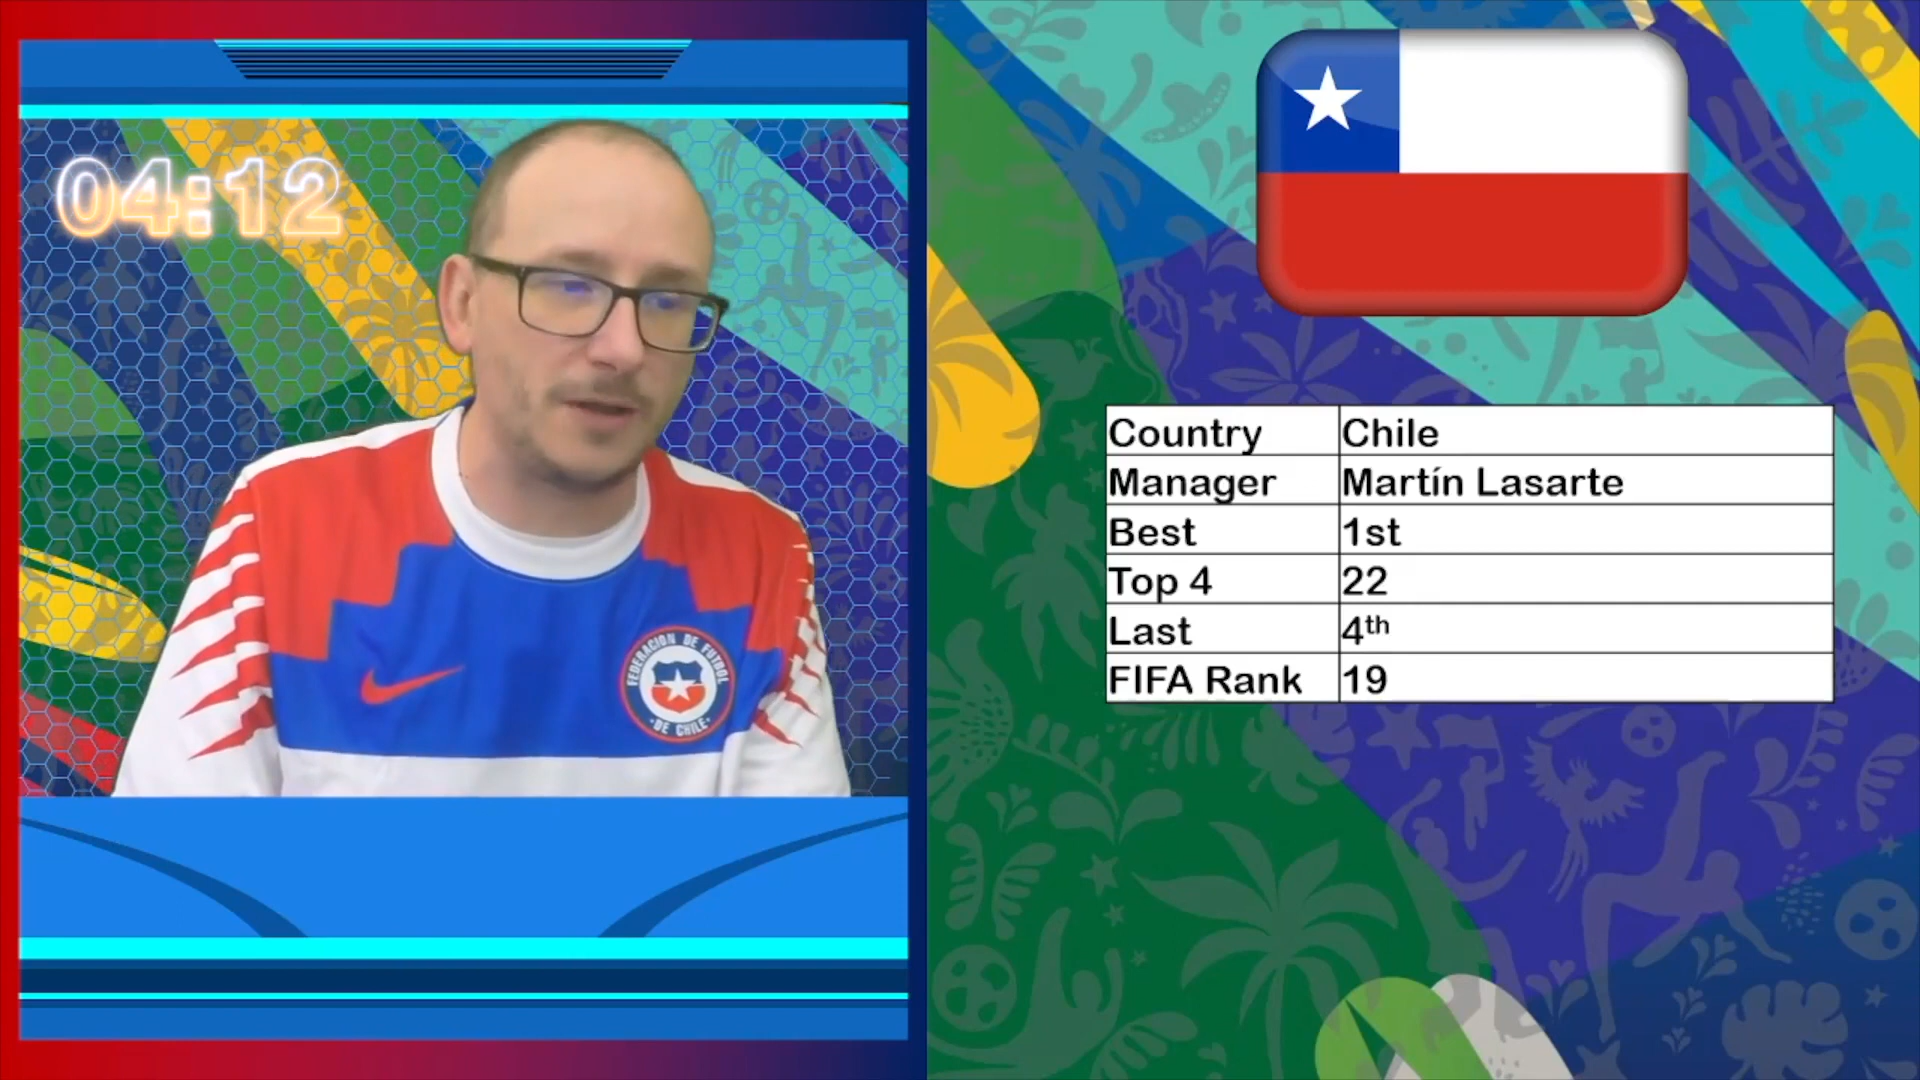 04:12
FEDERACION DE FUTBOL
DE CHILE
Country Chile
Manager Martín Lasarte
Best 1st
Top 4 22
Last 4th
FIFA Rank 19